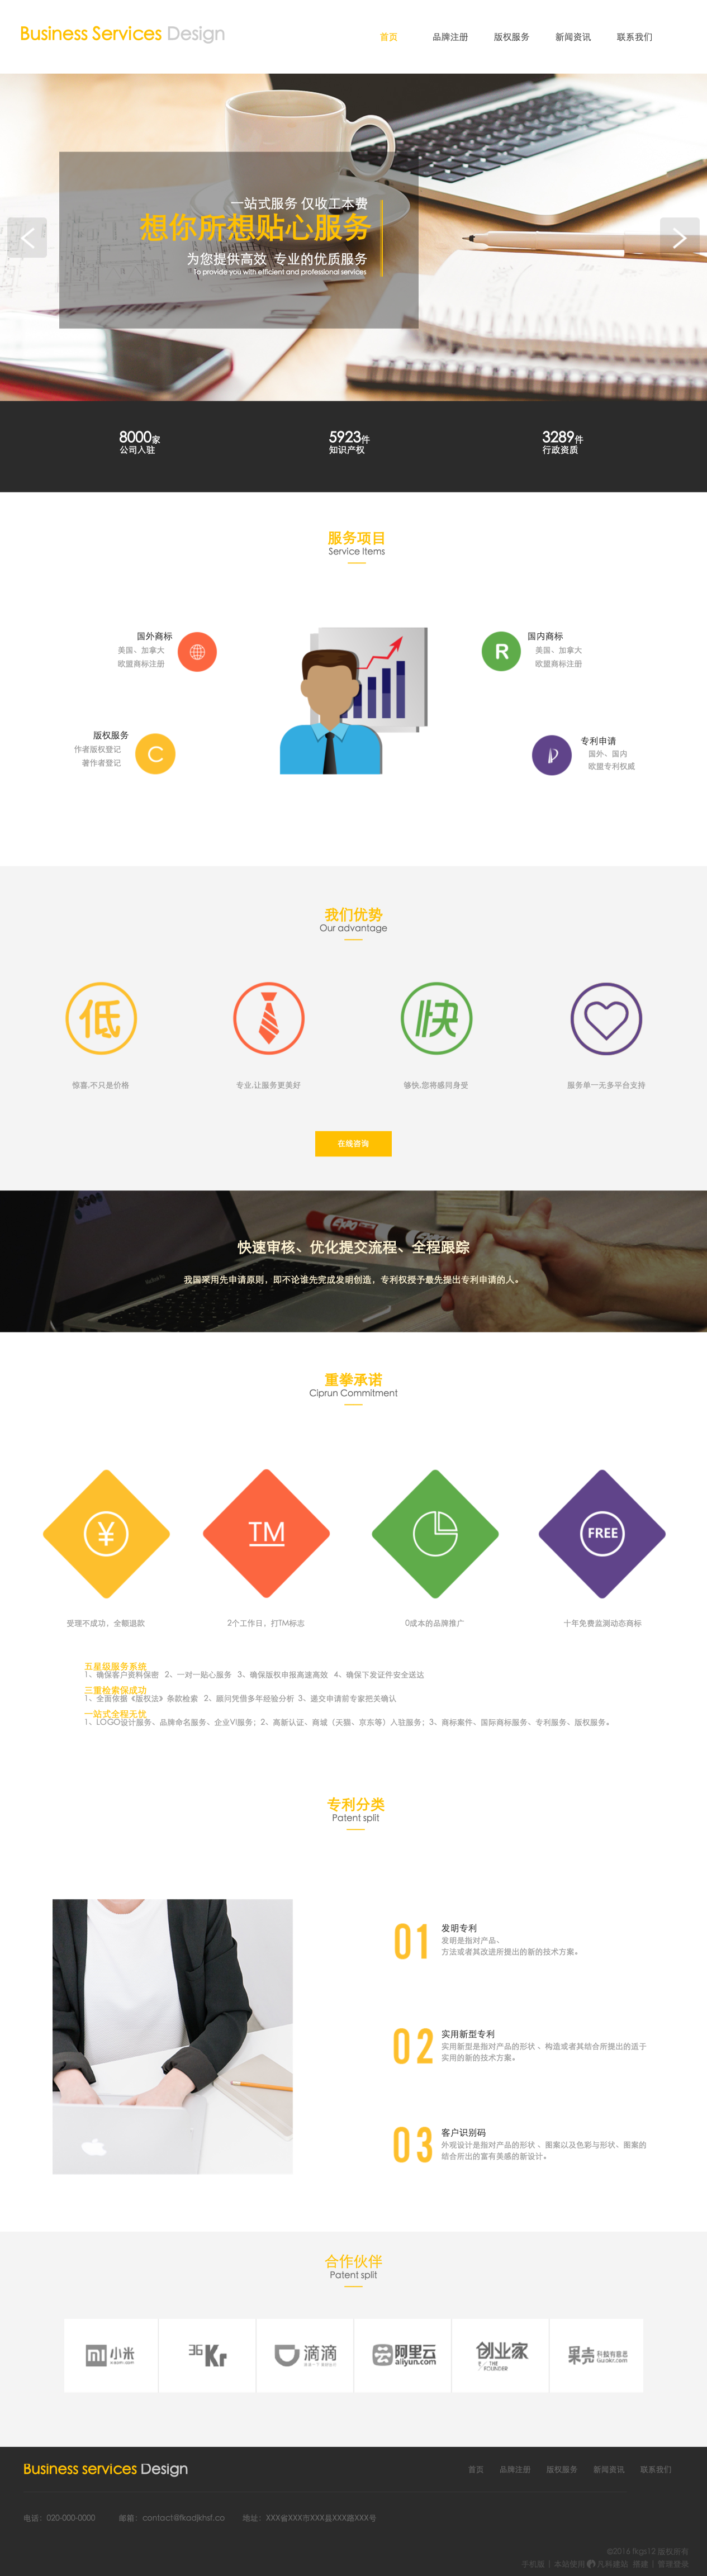 Business Services Design
首页 品牌注册 版权服务 新闻资讯 联系我们
一站式服务 仅收工本费
想你所想贴心服务
为您提供高效 专业的优质服务
To provide you with efficient and professional services
8000家 5923件 3289件
公司入驻 知识产权 行政资质
服务项目
Service Items
国外商标
美国、加拿大
欧盟商标注册
R
国内商标
美国、加拿大
欧盟商标注册
版权服务
作者版权登记
著作者登记
C
专利申请
国外、国内
欧盟专利权威
我们优势
Our advantage
低 快
惊喜,不只是价格 专业,让服务更美好 够快,您将感同身受 服务单一无多平台支持
在线咨询
快速审核、优化提交流程、全程跟踪
我国采用先申请原则，即不论谁先完成发明创造，专利权授予最先提出专利申请的人。
重拳承诺
Ciprun Commitment
¥ TM FREE
受理不成功，全额退款 2个工作日，打TM标志 0成本的品牌推广 十年免费监测动态商标
五星级服务系统
1、确保客户资料保密 2、一对一贴心服务 3、确保版权申报高速高效 4、确保下发证件安全送达
三重检索保成功
1、全面依据《版权法》条款检索 2、顾问凭借多年经验分析 3、递交申请前专家把关确认
一站式全程无忧
1、LOGO设计服务、品牌命名服务、企业VI服务；2、高新认证、商城（天猫、京东等）入驻服务；3、商标案件、国际商标服务、专利服务、版权服务。
专利分类
Patent split
01 发明专利
发明是指对产品、
方法或者其改进所提出的新的技术方案。
02 实用新型专利
实用新型是指对产品的形状 、构造或者其结合所提出的适于
实用的新的技术方案。
03 客户识别码
外观设计是指对产品的形状 、图案以及色彩与形状、图案的
结合所出的富有美感的新设计。
合作伙伴
Patent split
小米 36Kr 滴滴 阿里云 aliyun.com 创业家 THE FOUNDER 果壳 科技有意思 Guokr.com
Business services Design
首页 品牌注册 版权服务 新闻资讯 联系我们
电话：020-000-0000 邮箱：contact@fkadjkhsf.co 地址：XXX省XXX市XXX县XXX路XXX号
©2016 fkgs12 版权所有
手机版 | 本站使用 凡科建站 搭建 | 管理登录